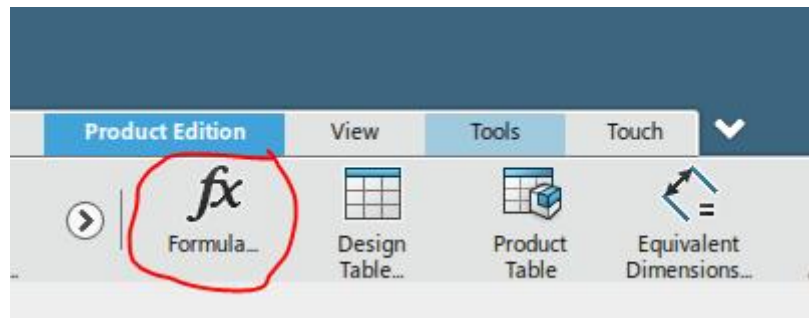 Product Edition View Tools Touch
fx
Formula...
Design Table...
Product Table
Equivalent Dimensions...